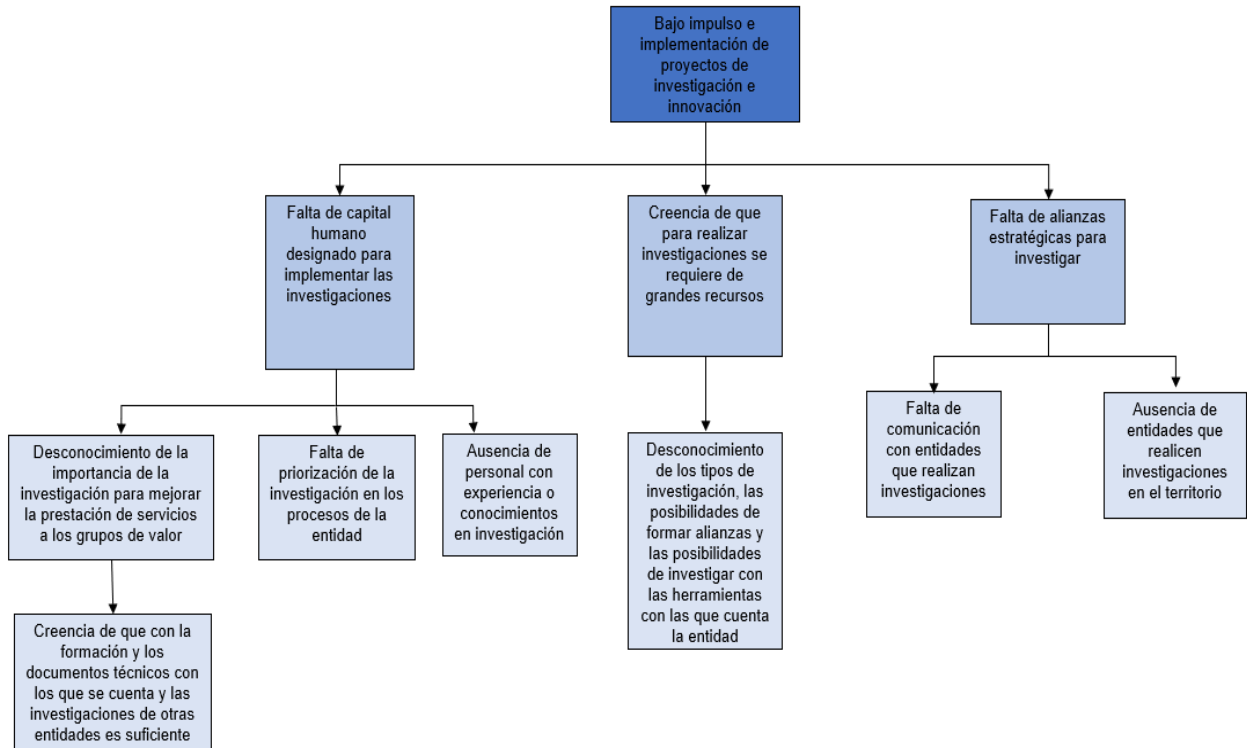 Bajo impulso e
implementación de
proyectos de
investigación e
innovación
Falta de capital
humano
designado para
implementar las
investigaciones
Creencia de que
para realizar
investigaciones se
requiere de
grandes recursos
Falta de alianzas
estratégicas para
investigar
Desconocimiento de la
importancia de la
investigación para mejorar
la prestación de servicios
a los grupos de valor
Falta de
priorización de la
investigación en los
procesos de la
entidad
Ausencia de
personal con
experiencia o
conocimientos
en investigación
Desconocimiento
de los tipos de
investigación, las
posibilidades de
formar alianzas y
las posibilidades
de investigar con
las herramientas
con las que cuenta
la entidad
Falta de
comunicación
con entidades
que realizan
investigaciones
Ausencia de
entidades que
realicen
investigaciones
en el territorio
Creencia de que con la
formación y los
documentos técnicos con
los que se cuenta y las
investigaciones de otras
entidades es suficiente